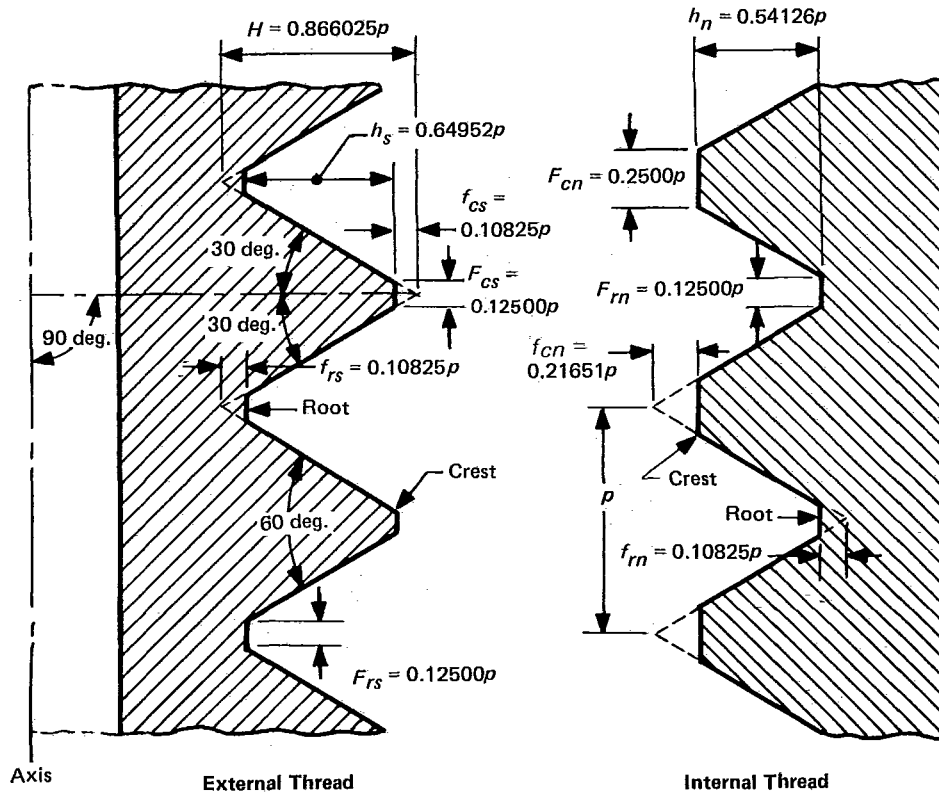 H = 0.866025p
h_s = 0.64952p
f_cs =
0.10825p
30 deg.
F_cs =
0.12500p
30 deg.
90 deg.
f_rs = 0.10825p
Root
Crest
60 deg.
F_rs = 0.12500p
Axis
External Thread
h_n = 0.54126p
F_cn = 0.2500p
F_rn = 0.12500p
f_cn =
0.21651p
Crest
p
Root
f_rn = 0.10825p
Internal Thread